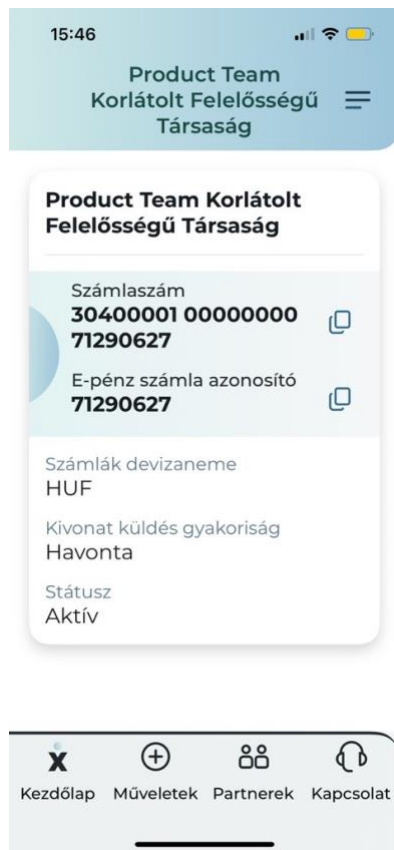 15:46
Product Team
Korlátolt Felelősségű
Társaság
Product Team Korlátolt
Felelősségű Társaság
Számlaszám
30400001 00000000
71290627
E-pénz számla azonosító
71290627
Számlák devizaneme
HUF
Kivonat küldés gyakoriság
Havonta
Státusz
Aktív
Kezdőlap Műveletek Partnerek Kapcsolat